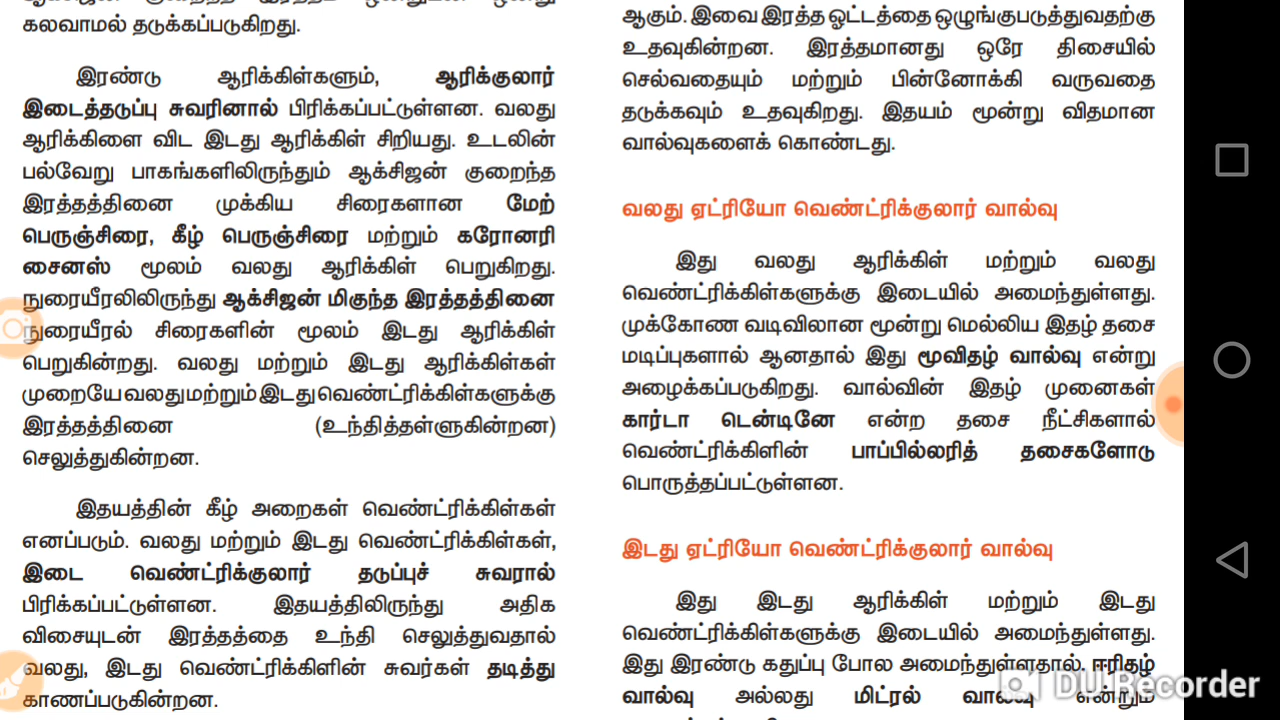 கலவாமல் தடுக்கப்படுகிறது.
இரண்டு ஆரிக்கிள்களும், ஆரிக்குலார்
இடைத்தடுப்பு சுவரினால் பிரிக்கப்பட்டுள்ளன. வலது
ஆரிக்கிளை விட இடது ஆரிக்கிள் சிறியது. உடலின்
பல்வேறு பாகங்களிலிருந்தும் ஆக்சிஜன் குறைந்த
இரத்தத்தினை முக்கிய சிரைகளான மேற்
பெருஞ்சிரை, கீழ் பெருஞ்சிரை மற்றும் கரோனரி
சைனஸ் மூலம் வலது ஆரிக்கிள் பெறுகிறது.
நுரையீரலிலிருந்து ஆக்சிஜன் மிகுந்த இரத்தத்தினை
நுரையீரல் சிரைகளின் மூலம் இடது ஆரிக்கிள்
பெறுகின்றது. வலது மற்றும் இடது ஆரிக்கிள்கள்
முறையே வலது மற்றும் இடது வெண்ட்ரிக்கிள்களுக்கு
இரத்தத்தினை (உந்தித்தள்ளுகின்றன)
செலுத்துகின்றன.
இதயத்தின் கீழ் அறைகள் வெண்ட்ரிக்கிள்கள்
எனப்படும். வலது மற்றும் இடது வெண்ட்ரிக்கிள்கள்,
இடை வெண்ட்ரிக்குலார் தடுப்புச் சுவரால்
பிரிக்கப்பட்டுள்ளன. இதயத்திலிருந்து அதிக
விசையுடன் இரத்தத்தை உந்தி செலுத்துவதால்
வலது, இடது வெண்ட்ரிக்கிளின் சுவர்கள் தடித்து
காணப்படுகின்றன.
ஆகும். இவை இரத்த ஓட்டத்தை ஒழுங்குபடுத்துவதற்கு
உதவுகின்றன. இரத்தமானது ஒரே திசையில்
செல்வதையும் மற்றும் பின்னோக்கி வருவதை
தடுக்கவும் உதவுகிறது. இதயம் மூன்று விதமான
வால்வுகளைக் கொண்டது.
வலது ஏட்ரியோ வெண்ட்ரிக்குலார் வால்வு
இது வலது ஆரிக்கிள் மற்றும் வலது
வெண்ட்ரிக்கிள்களுக்கு இடையில் அமைந்துள்ளது.
முக்கோண வடிவிலான மூன்று மெல்லிய இதழ் தசை
மடிப்புகளால் ஆனதால் இது மூவிதழ் வால்வு என்று
அழைக்கப்படுகிறது. வால்வின் இதழ் முனைகள்
கார்டா டென்டினே என்ற தசை நீட்சிகளால்
வெண்ட்ரிக்கிளின் பாப்பில்லரித் தசைகளோடு
பொருத்தப்பட்டுள்ளன.
இடது ஏட்ரியோ வெண்ட்ரிக்குலார் வால்வு
இது இடது ஆரிக்கிள் மற்றும் இடது
வெண்ட்ரிக்கிள்களுக்கு இடையில் அமைந்துள்ளது.
இது இரண்டு கதுப்பு போல அமைந்துள்ளதால், ஈரிதழ்
வால்வு அல்லது மிட்ரல் வால்வு என்றும்
DU Recorder